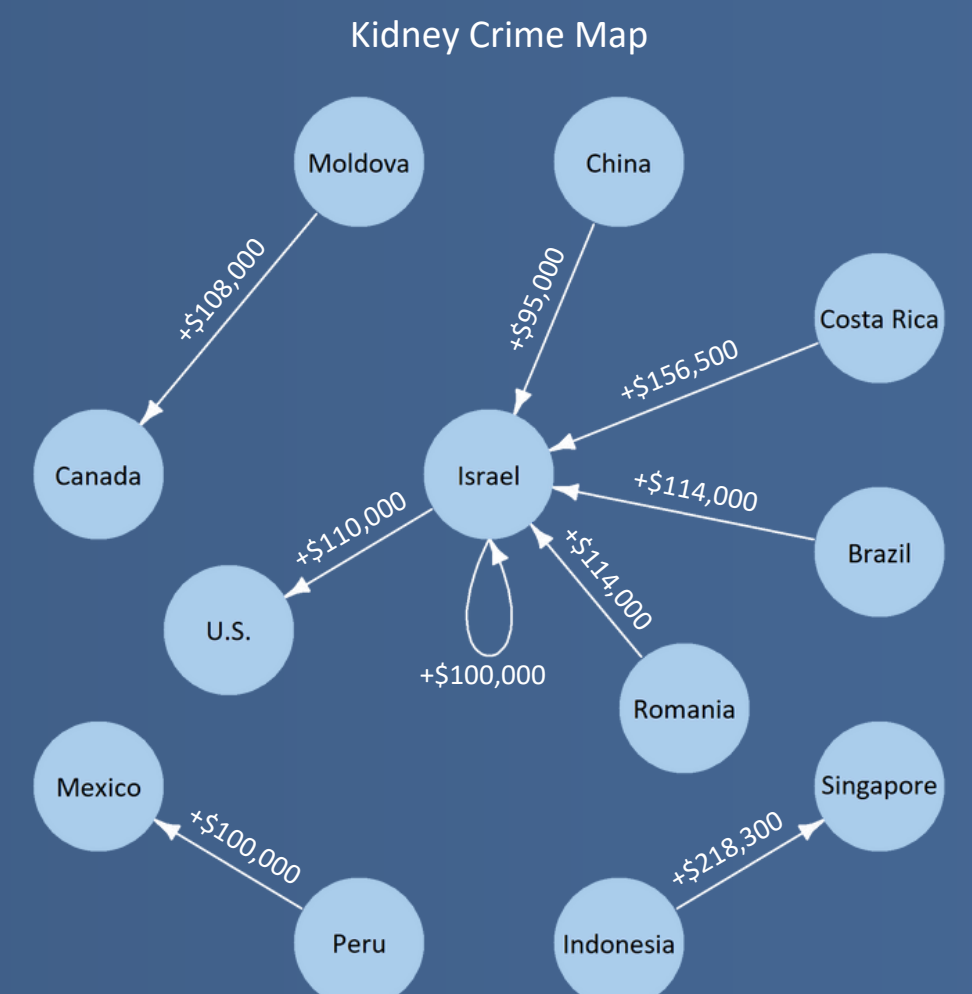 Kidney Crime Map
Moldova
China
+$108,000
+$95,000
Costa Rica
+$156,500
Canada
Israel
+$114,000
+$110,000
Brazil
+$114,000
U.S.
+$100,000
Romania
Mexico
Singapore
+$100,000
+$218,300
Peru
Indonesia